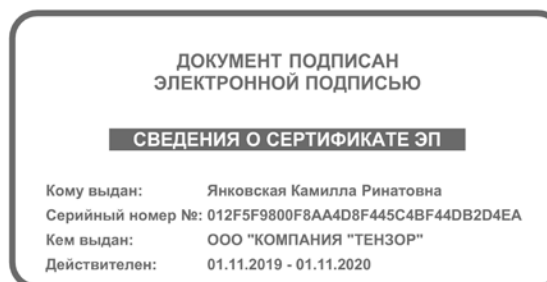 ДОКУМЕНТ ПОДПИСАН
ЭЛЕКТРОННОЙ ПОДПИСЬЮ
СВЕДЕНИЯ О СЕРТИФИКАТЕ ЭП
Кому выдан: Янковская Камилла Ринатовна
Серийный номер №: 012F5F9800F8AA4D8F445C4BF44DB2D4EA
Кем выдан: ООО "КОМПАНИЯ "ТЕНЗОР"
Действителен: 01.11.2019 - 01.11.2020